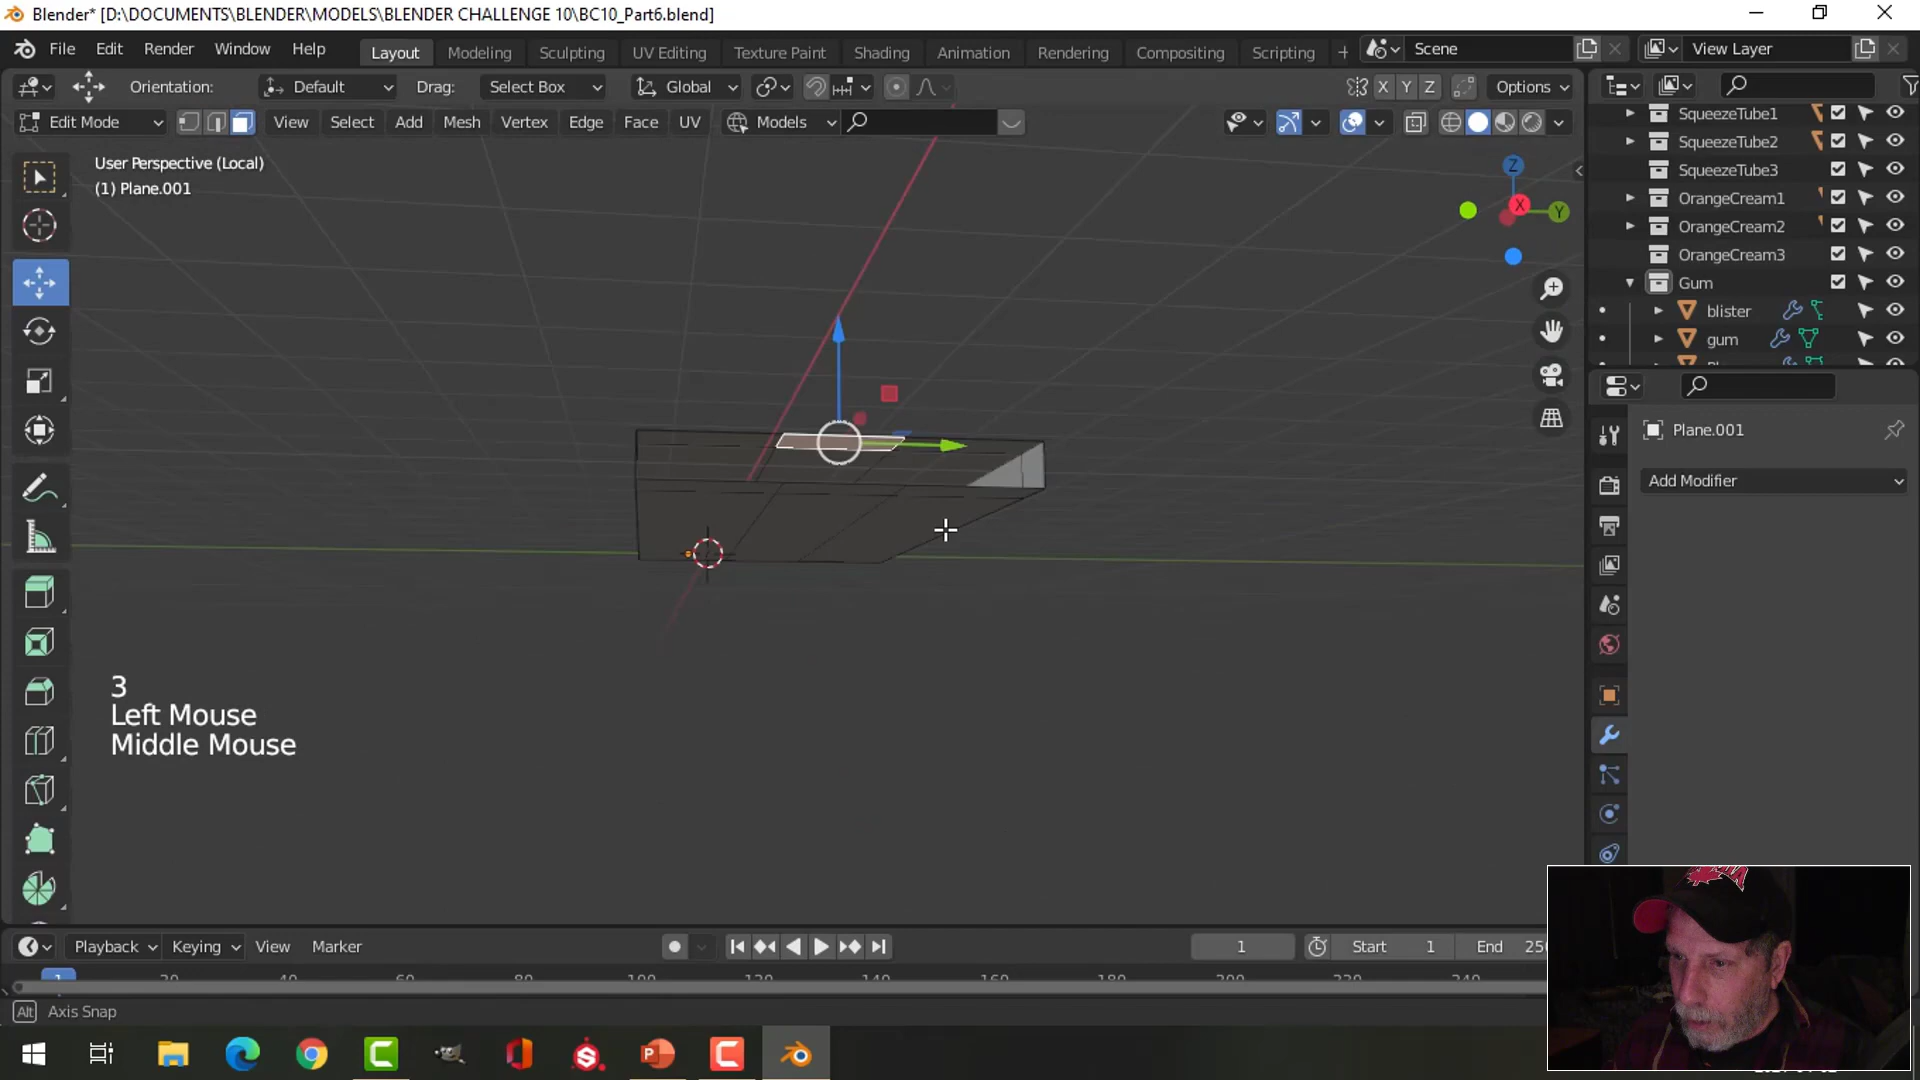 Blender* [D:\DOCUMENTS\BLENDER\MODELS\BLENDER CHALLENGE 10\BC10_Part6.blend]
File Edit Render Window Help Layout Modeling Sculpting UV Editing Texture Paint Shading Animation Rendering Compositing Scripting + Scene View Layer
Orientation: Default Drag: Select Box Global X Y Z Options
Edit Mode View Select Add Mesh Vertex Edge Face UV Models
SqueezeTube1
SqueezeTube2
SqueezeTube3
OrangeCream1
OrangeCream2
OrangeCream3
Gum
blister
gum
User Perspective (Local)
(1) Plane.001
Z
X
Y
Plane.001
Add Modifier
3
Left Mouse
Middle Mouse
Playback Keying View Marker 1 Start 1 End 250
1 20 40 60 80 100 120 140 160 180 200 220 240
Alt Axis Snap